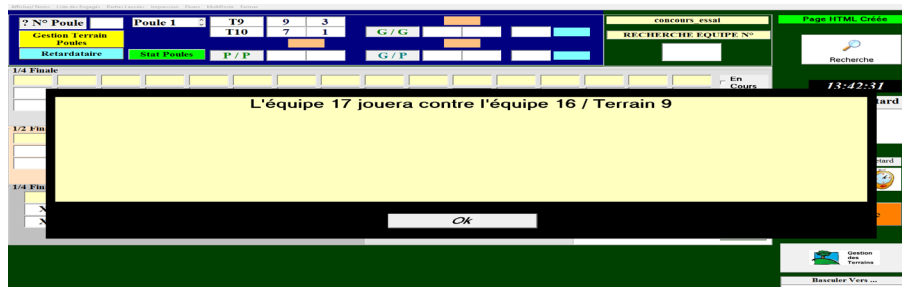 ? N° Poule Poule 1 T9 9 3
T10 7 1 G / G
Gestion Terrain
Poules
Retardataire Stat Poules P / P G / P
concours_essai
RECHERCHE EQUIPE N°
Page HTML Créée
Recherche
13:42:31
1/4 Finale
En
Cours
L'équipe 17 jouera contre l'équipe 16 / Terrain 9
tard
1/2 Fin
etard
1/4 Fin
X
X
Ok
Gestion
des
Terrains
Basculer Vers ...